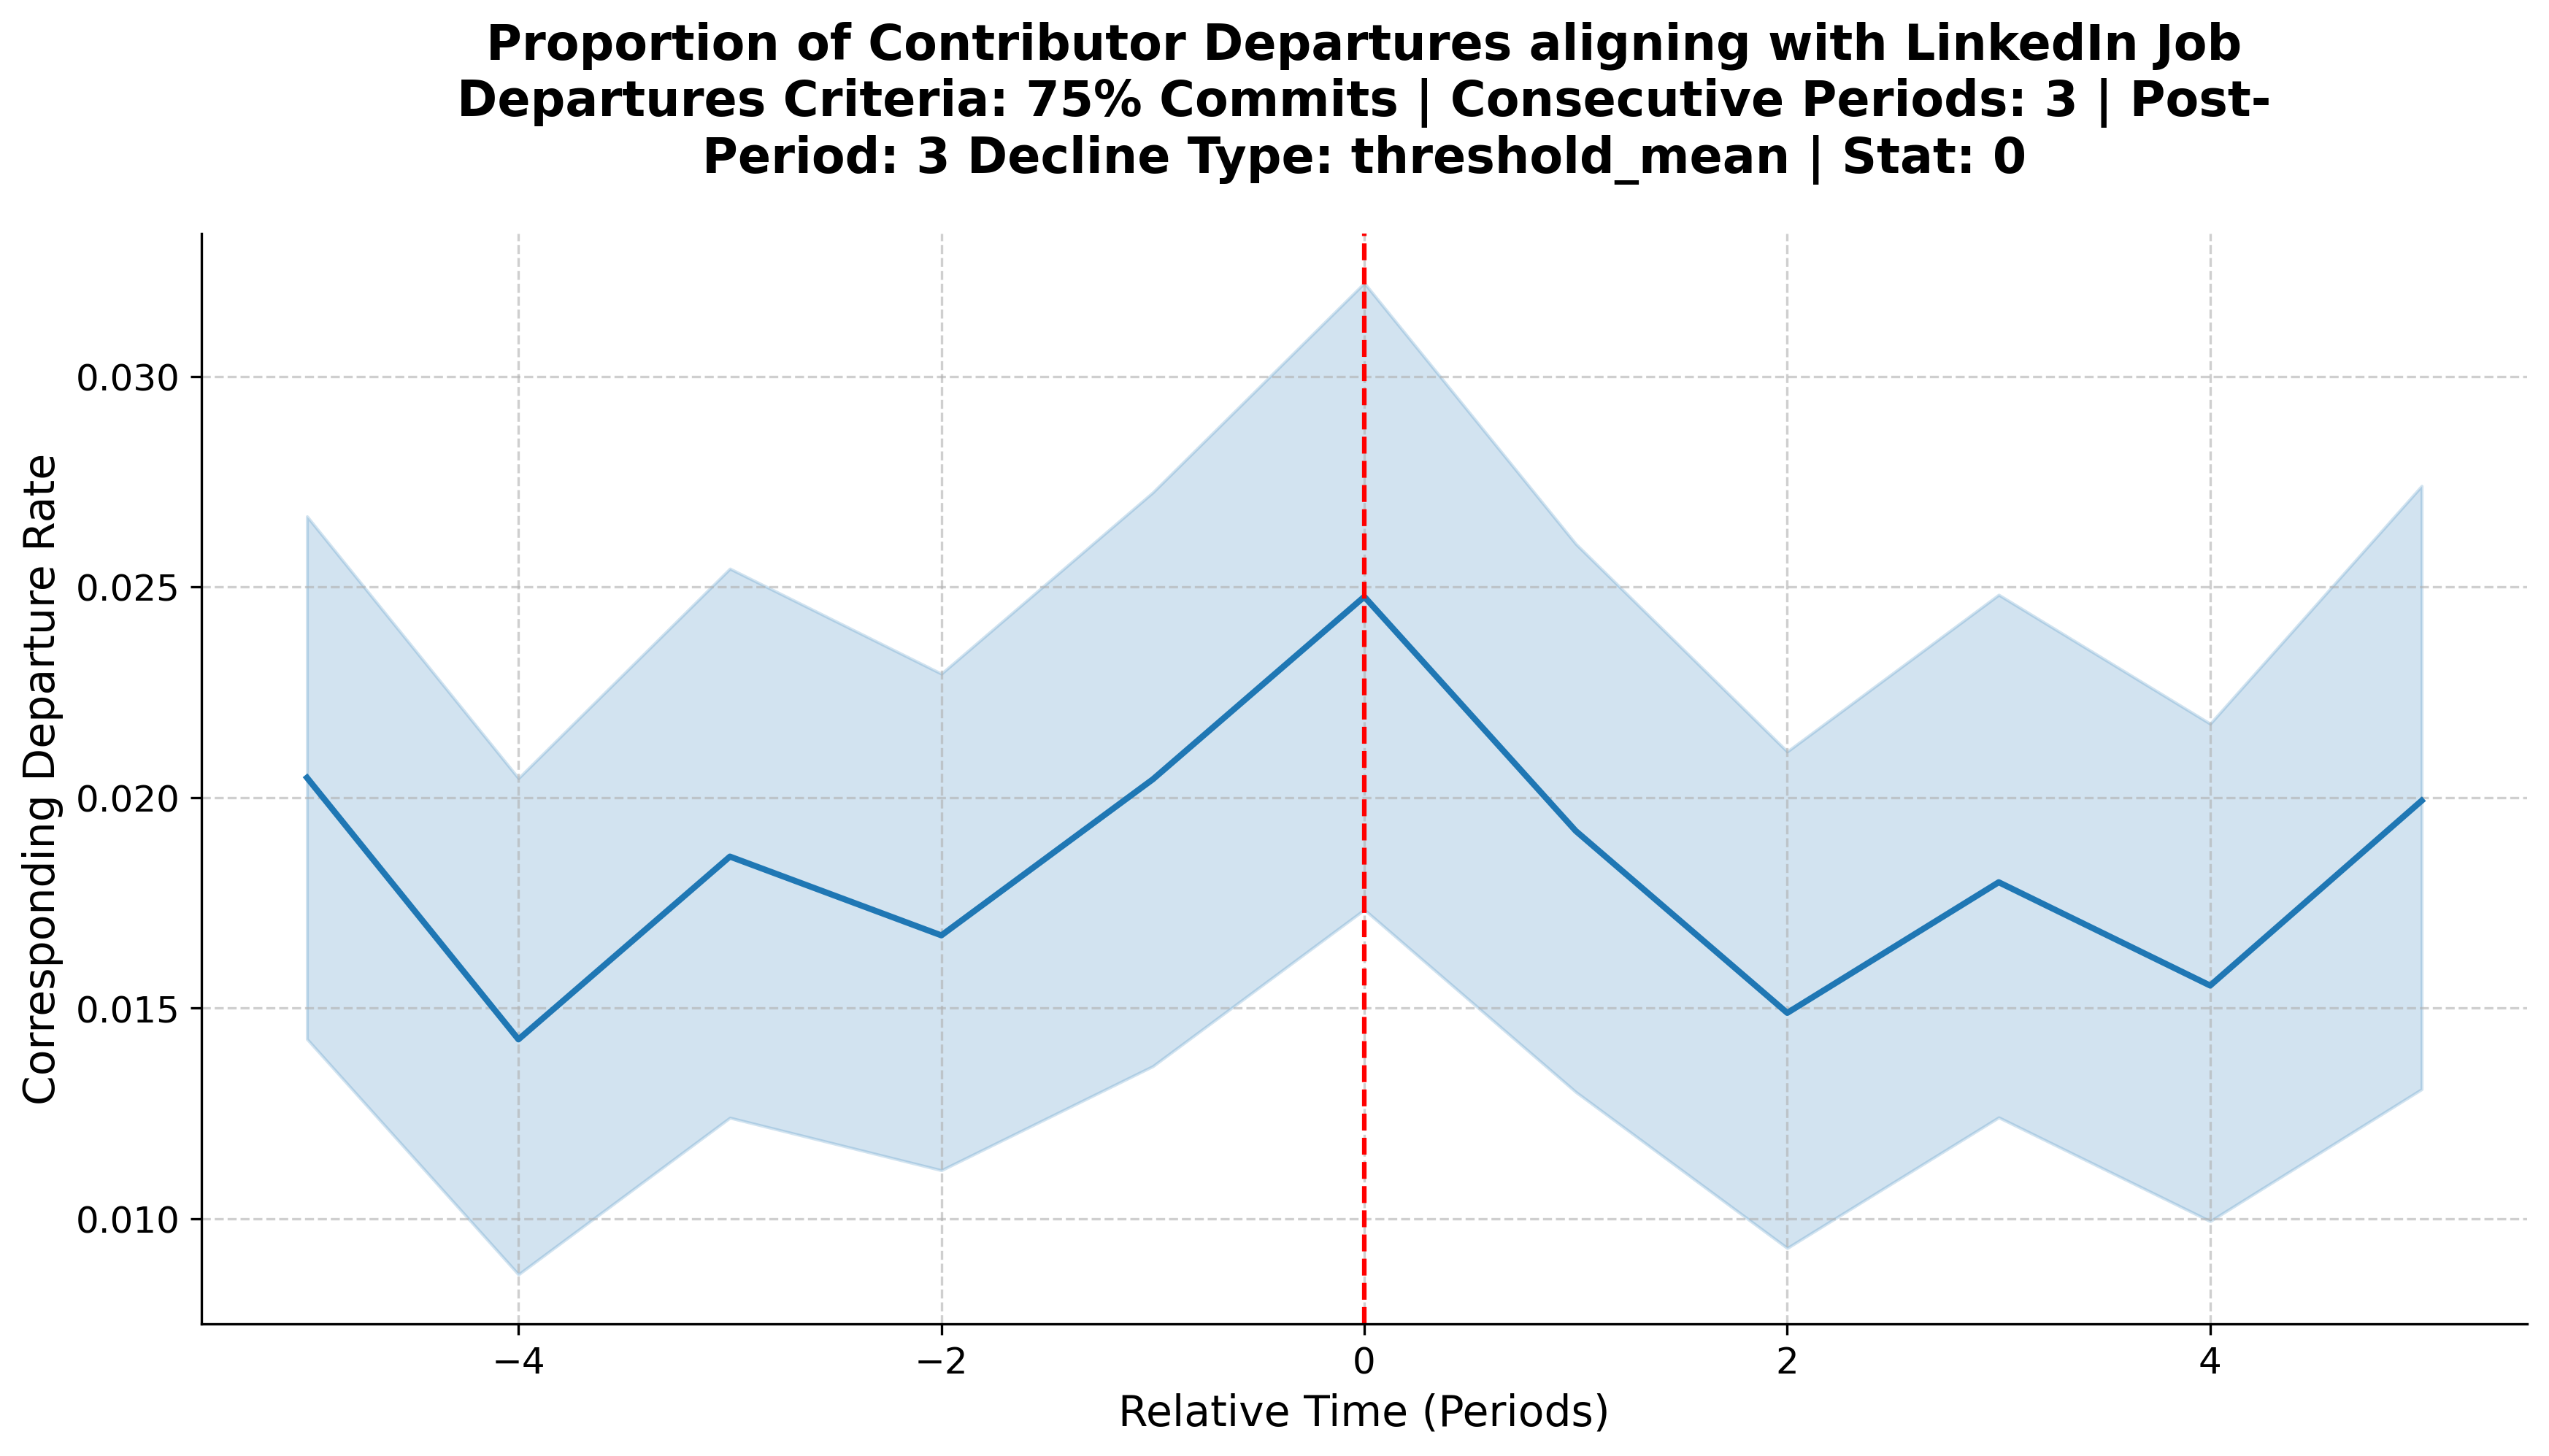 Proportion of Contributor Departures aligning with LinkedIn Job
Departures Criteria: 75% Commits | Consecutive Periods: 3 | Post-
Period: 3 Decline Type: threshold_mean | Stat: 0
Corresponding Departure Rate
0.030
0.025
0.020
0.015
0.010
−4
−2
0
2
4
Relative Time (Periods)